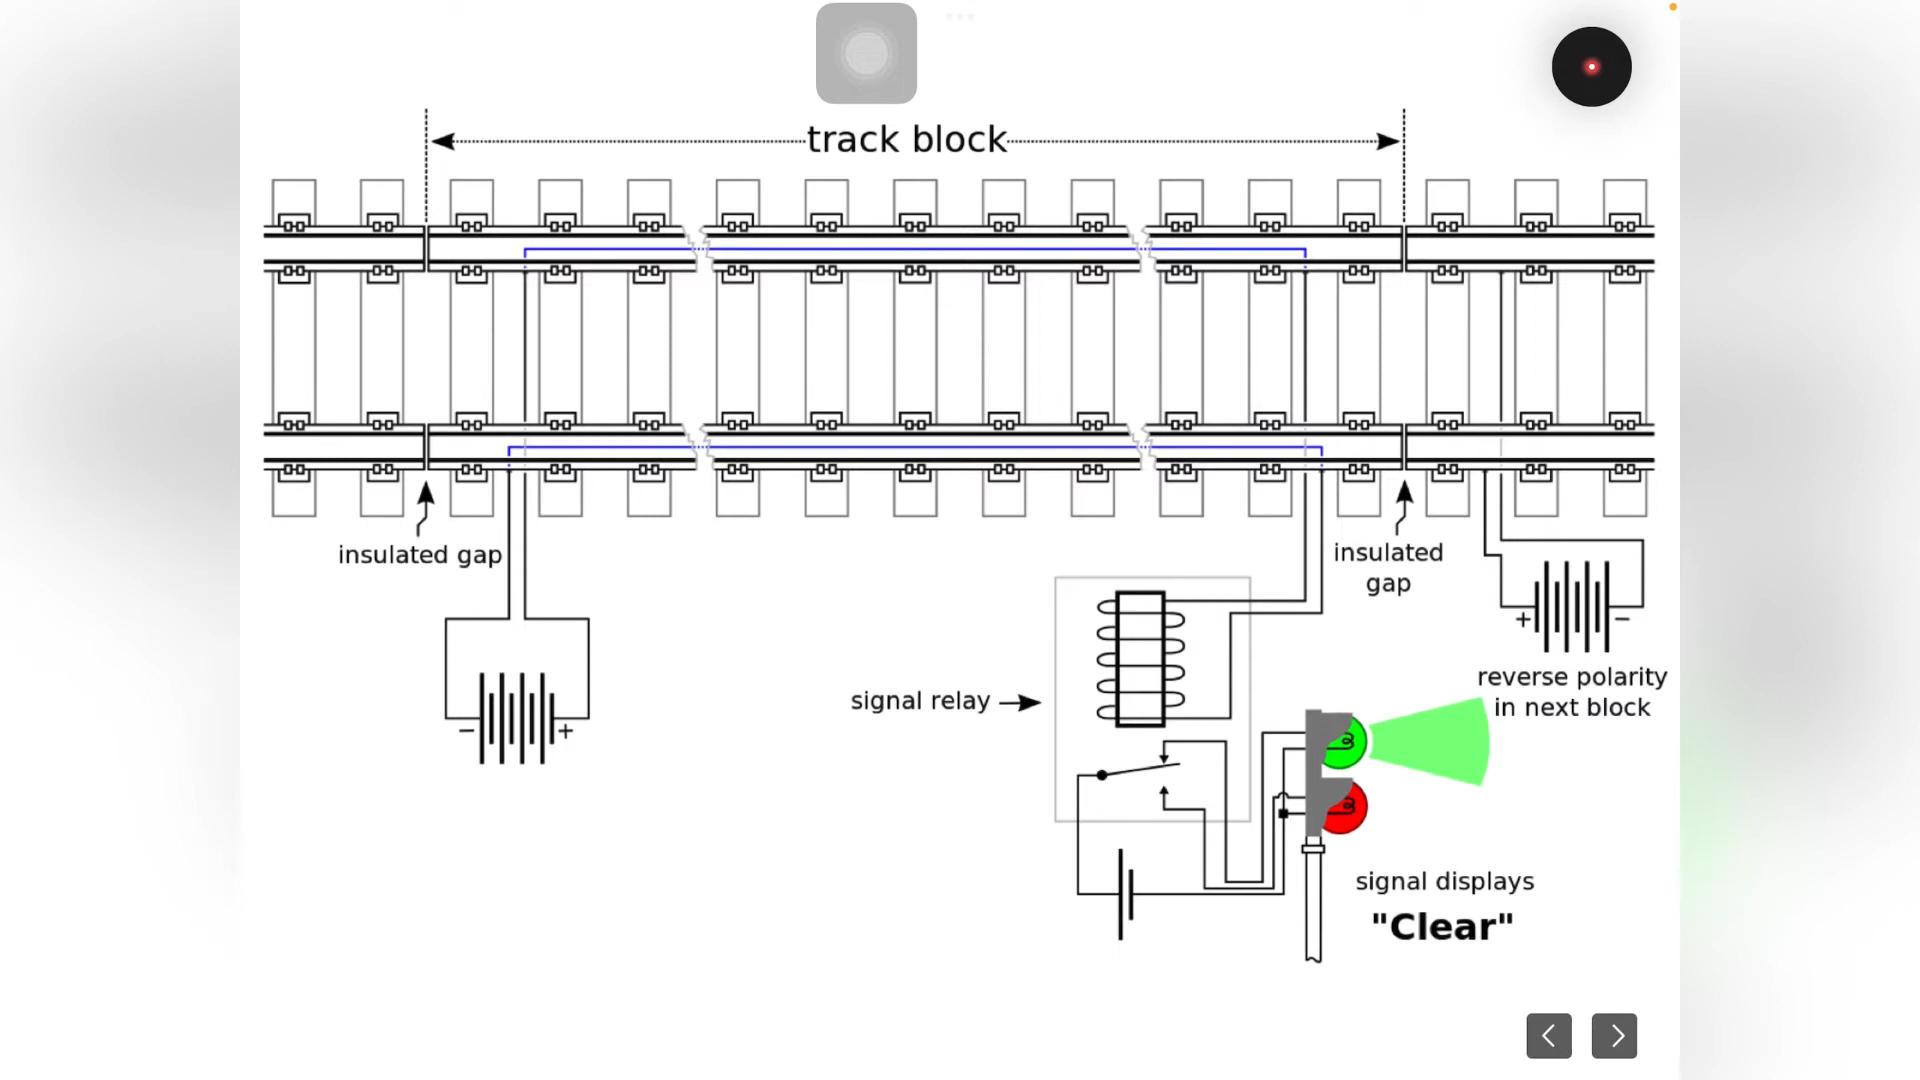 track block
insulated gap
insulated
gap
+ −
reverse polarity
in next block
signal relay
− +
signal displays
"Clear"